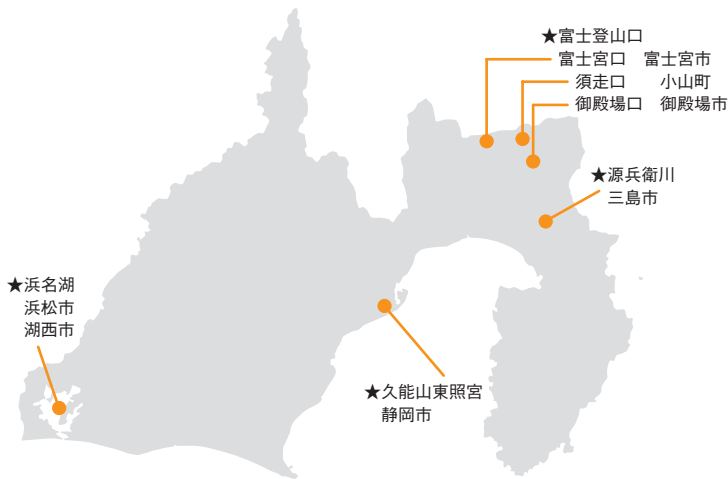 ★富士登山口
富士宮口　富士宮市
須走口　小山町
御殿場口　御殿場市
★源兵衛川
三島市
★浜名湖
浜松市
湖西市
★久能山東照宮
静岡市